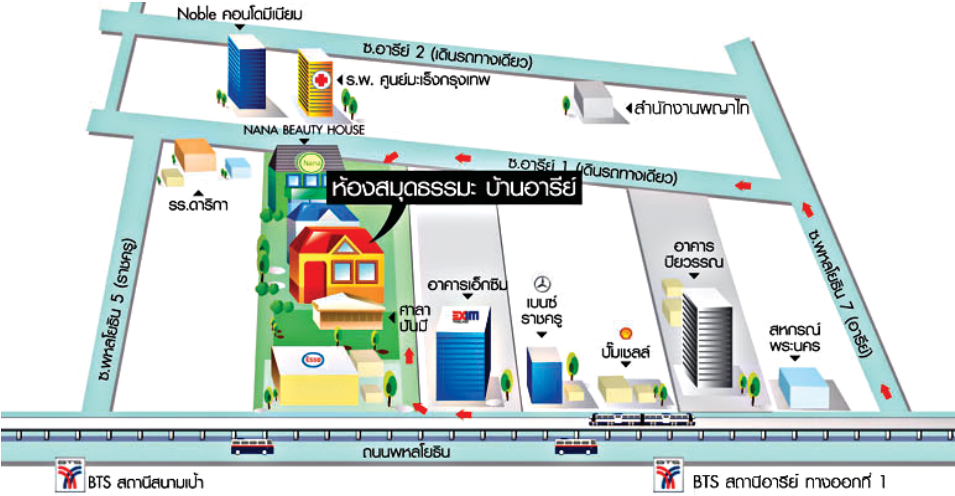 Noble คอนโดมีเนียม
ซ.อารีย์ 2 (เดินรถทางเดียว)
ร.พ. ศูนย์มะเร็งกรุงเทพ
สำนักงานพญาไท
NANA BEAUTY HOUSE
Nana
ซ.อารีย์ 1 (เดินรถทางเดียว)
รร.ดาริกา
ห้องสมุดธรรมะ บ้านอารีย์
ซ.พหลโยธิน 5 (ราชครู)
ซ.พหลโยธิน 7 (อารีย์)
อาคาร
ปิยวรรณ
อาคารเอ็กซิม
EXIM
THAILAND
เบนซ์
ราชครู
ศาลา
ปันมี
สหกรณ์
พระนคร
ปั๊มเชลล์
Esso
ถนนพหลโยธิน
BTS
BTS สถานีสนามเป้า
BTS
BTS สถานีอารีย์ ทางออกที่ 1